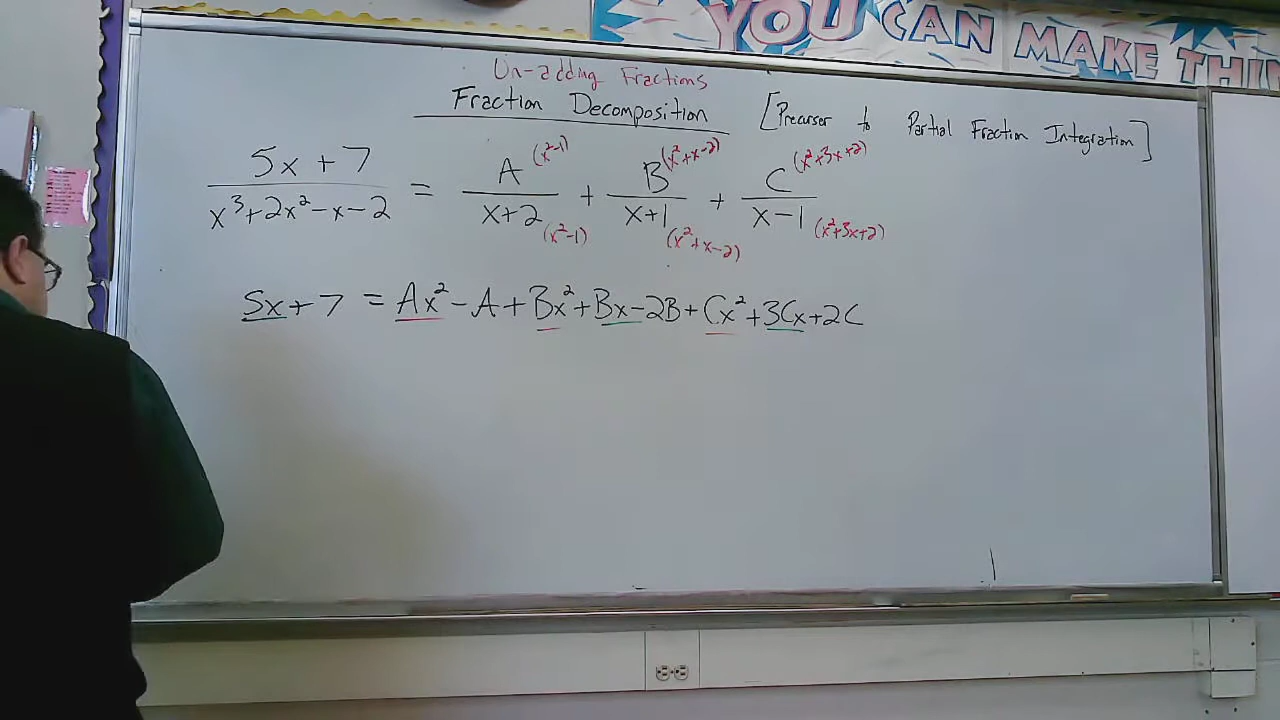 YOU CAN MAKE THIN
Un-adding Fractions
Fraction Decomposition [Precursor to Partial Fraction Integration]
5x + 7 / x³+2x²-x-2 = A (x²-1) / x+2 (x²-1) + B (x²+x-2) / x+1 (x²+x-2) + C (x²+3x+2) / x-1 (x²+3x+2)
5x+7 = Ax²-A+Bx²+Bx-2B+Cx²+3Cx+2C